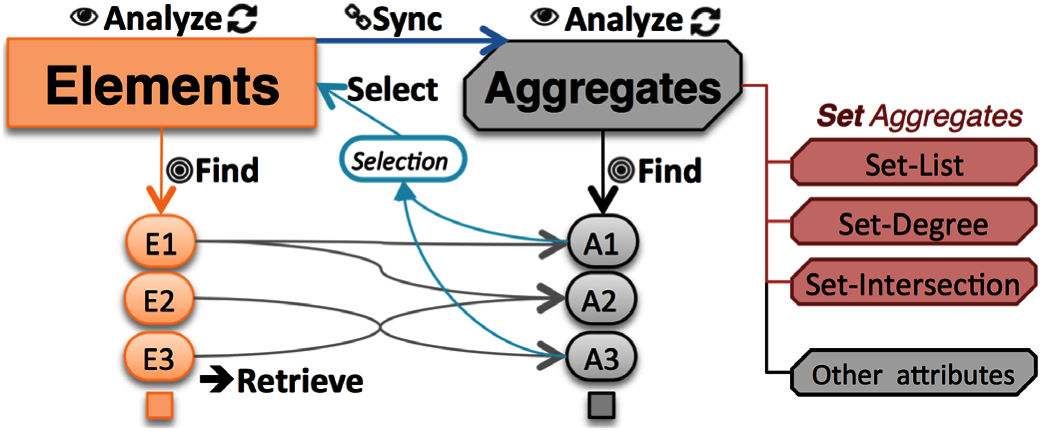 Analyze
Sync
Analyze
Elements
Aggregates
Select
Set Aggregates
Selection
Set-List
Find
Find
Set-Degree
E1
A1
Set-Intersection
E2
A2
E3
A3
Retrieve
Other attributes